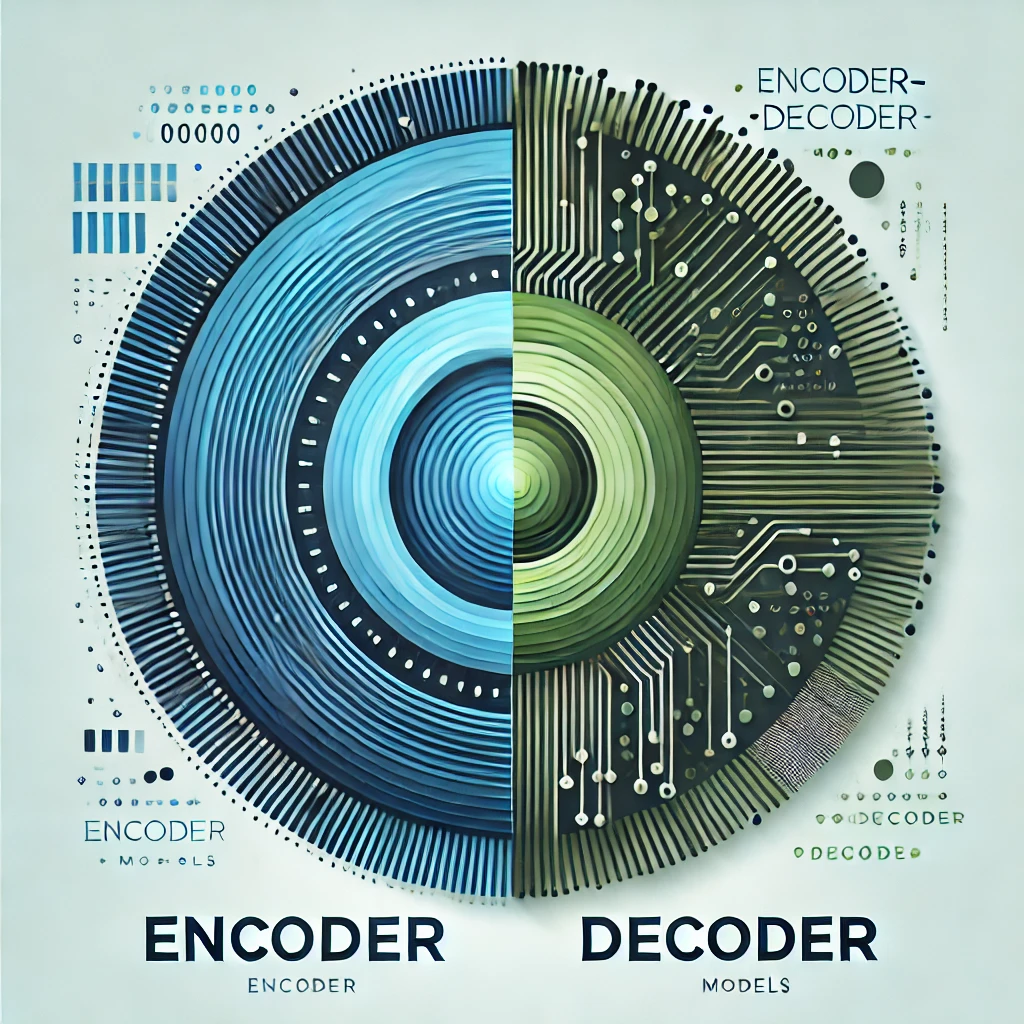 ENCODER-
DECODER-
00000
ENCODER
MODELS
DECODER
DECODE
ENCODER
DECODER
ENCODER
MODELS